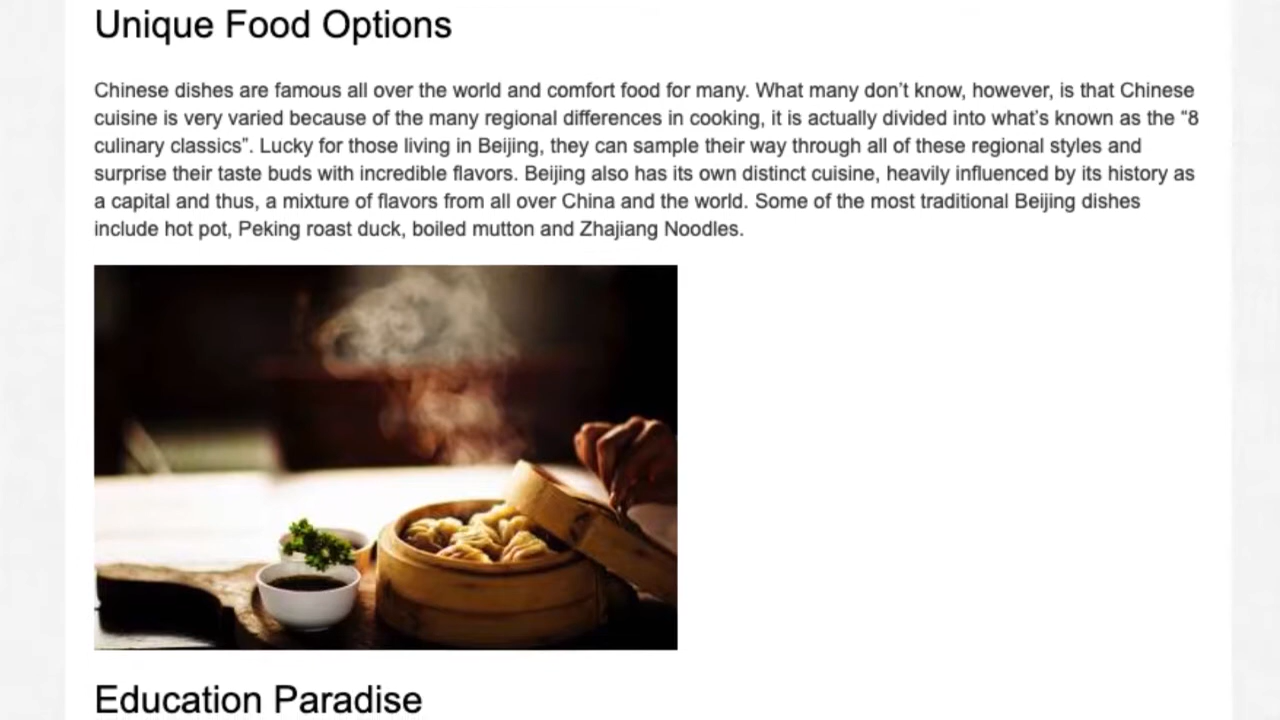 Unique Food Options
Chinese dishes are famous all over the world and comfort food for many. What many don’t know, however, is that Chinese
cuisine is very varied because of the many regional differences in cooking, it is actually divided into what’s known as the “8
culinary classics”. Lucky for those living in Beijing, they can sample their way through all of these regional styles and
surprise their taste buds with incredible flavors. Beijing also has its own distinct cuisine, heavily influenced by its history as
a capital and thus, a mixture of flavors from all over China and the world. Some of the most traditional Beijing dishes
include hot pot, Peking roast duck, boiled mutton and Zhajiang Noodles.
Education Paradise